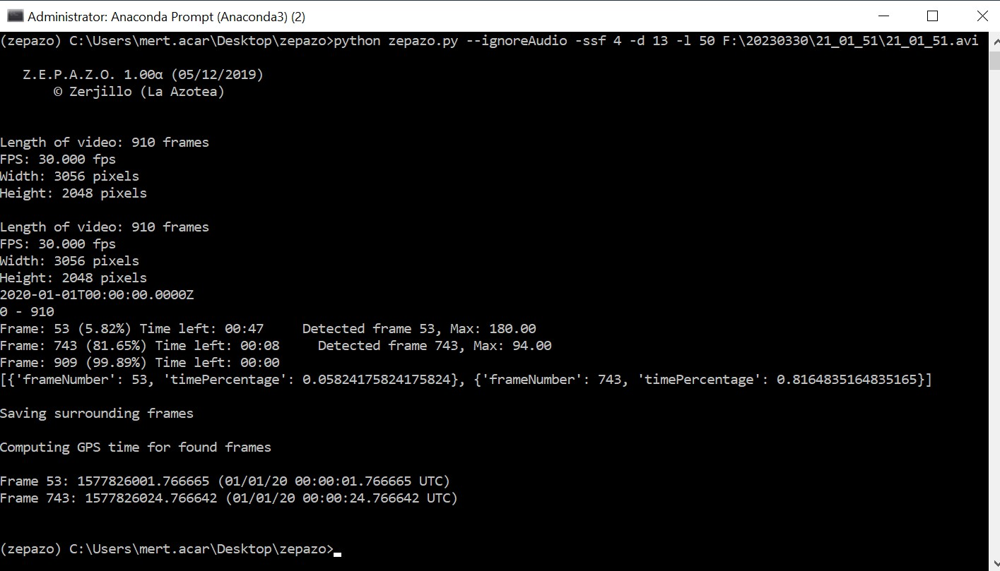 Administrator: Anaconda Prompt (Anaconda3) (2)
(zepazo) C:\Users\mert.acar\Desktop\zepazo>python zepazo.py --ignoreAudio -ssf 4 -d 13 -l 50 F:\20230330\21_01_51\21_01_51.avi
Z.E.P.A.Z.O. 1.00α (05/12/2019)
© Zerjillo (La Azotea)
Length of video: 910 frames
FPS: 30.000 fps
Width: 3056 pixels
Height: 2048 pixels
Length of video: 910 frames
FPS: 30.000 fps
Width: 3056 pixels
Height: 2048 pixels
2020-01-01T00:00:00.0000Z
0 - 910
Frame: 53 (5.82%) Time left: 00:47     Detected frame 53, Max: 180.00
Frame: 743 (81.65%) Time left: 00:08     Detected frame 743, Max: 94.00
Frame: 909 (99.89%) Time left: 00:00
[{'frameNumber': 53, 'timePercentage': 0.05824175824175824}, {'frameNumber': 743, 'timePercentage': 0.8164835164835165}]
Saving surrounding frames
Computing GPS time for found frames
Frame 53: 1577826001.766665 (01/01/20 00:00:01.766665 UTC)
Frame 743: 1577826024.766642 (01/01/20 00:00:24.766642 UTC)
(zepazo) C:\Users\mert.acar\Desktop\zepazo>